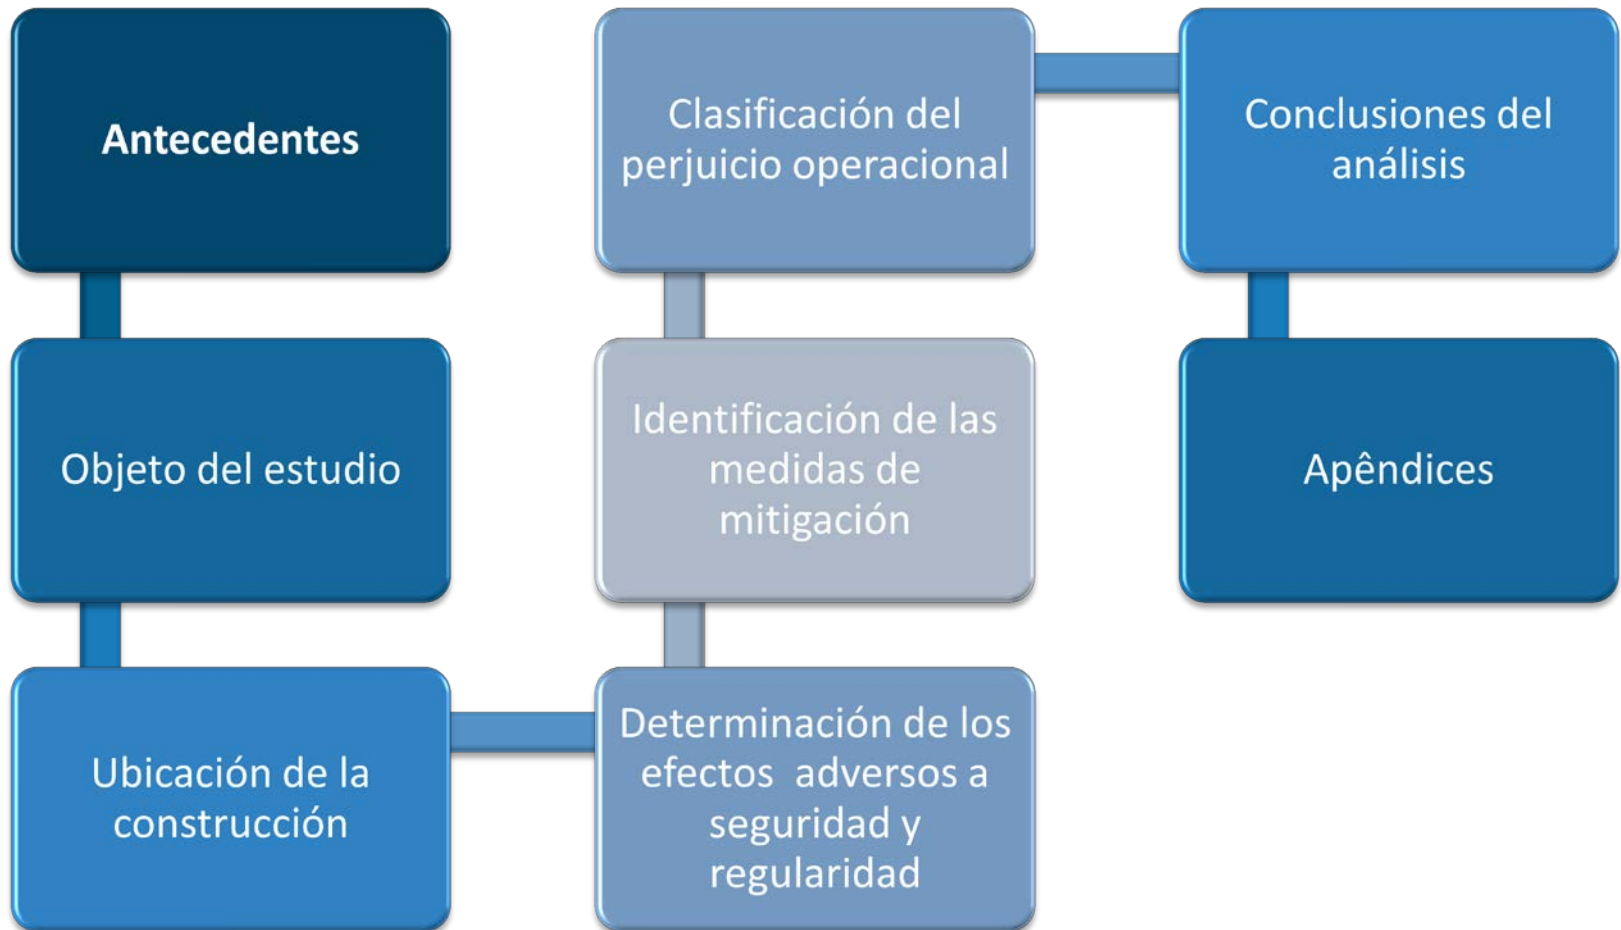 Antecedentes
Objeto del estudio
Ubicación de la
construcción
Determinación de los
efectos  adversos a
seguridad y
regularidad
Identificación de las
medidas de
mitigación
Clasificación del
perjuicio operacional
Conclusiones del
análisis
Apêndices